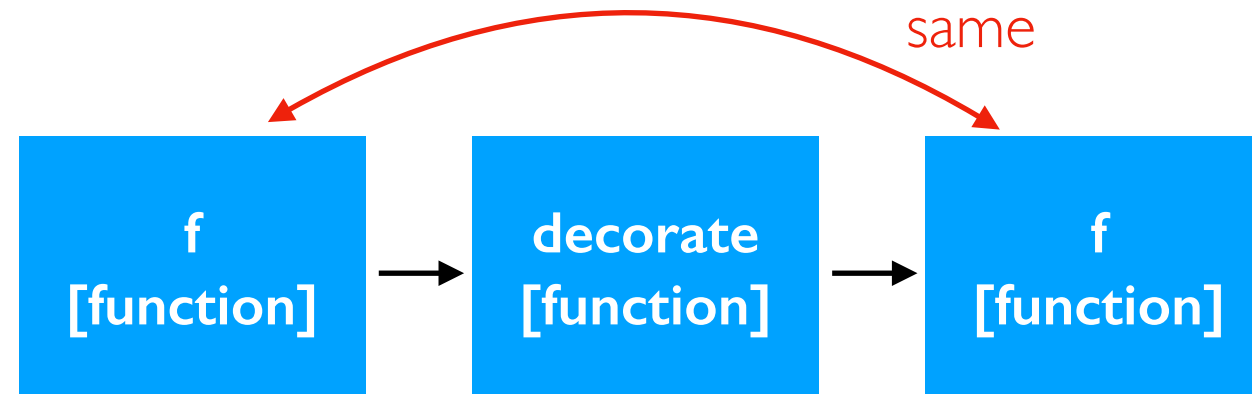 same
f
[function]
decorate
[function]
f
[function]